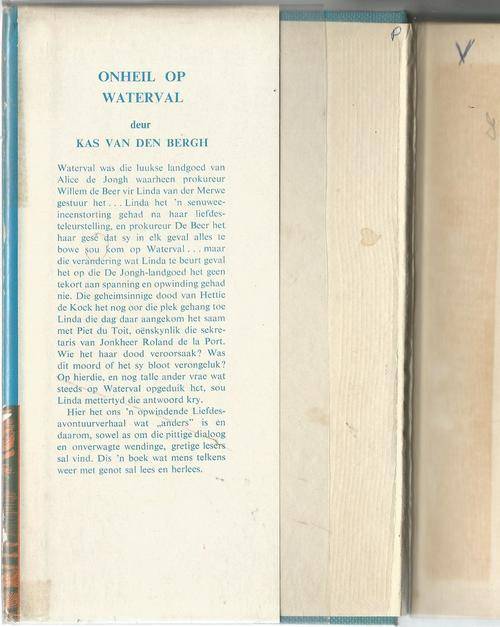 ONHEIL OP
WATERVAL
deur
KAS VAN DEN BERGH
Waterval was die luukse landgoed van
Alice de Jongh waarheen prokureur
Willem de Beer vir Linda van der Merwe
gestuur het . . . Linda het 'n senuwee-
ineenstorting gehad na haar liefdes-
teleurstelling, en prokureur De Beer het
haar gesê dat sy in elk geval alles te
bowe sou kom op Waterval . . . maar
die verandering wat Linda te beurt geval
het op die De Jongh-landgoed het geen
tekort aan spanning en opwinding gehad
nie. Die geheimsinnige dood van Hettie
de Kock het nog oor die plek gehang toe
Linda die dag daar aangekom het saam
met Piet du Toit, oënskynlik die sekre-
taris van Jonkheer Roland de la Port.
Wie het haar dood veroorsaak? Was
dit moord of het sy bloot verongeluk?
Op hierdie, en nog talle ander vrae wat
steeds op Waterval opgeduik het, sou
Linda mettertyd die antwoord kry.
Hier het ons 'n opwindende Liefdes-
avontuurverhaal wat „anders” is en
daarom, sowel as om die pittige dialoog
en onverwagte wendinge, gretige lesers
sal vind. Dis 'n boek wat mens telkens
weer met genot sal lees en herlees.
P